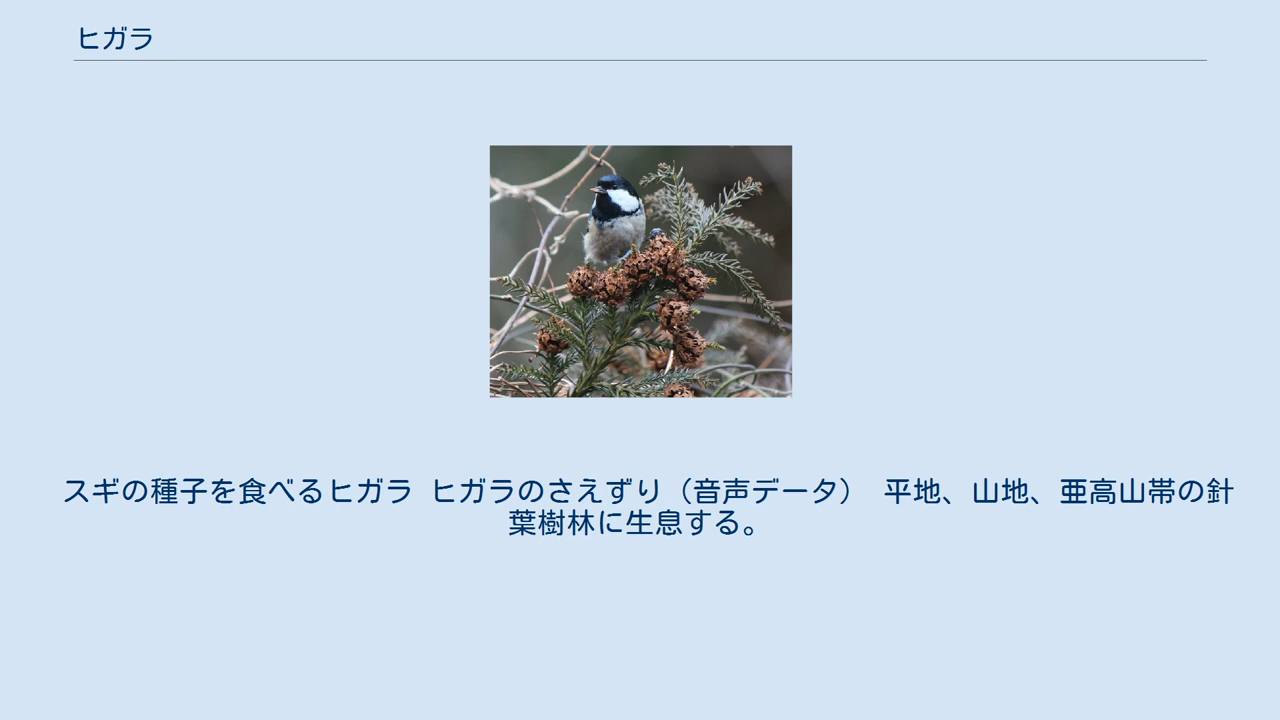 ヒガラ
スギの種子を食べるヒガラ ヒガラのさえずり（音声データ） 平地、山地、亜高山帯の針
葉樹林に生息する。